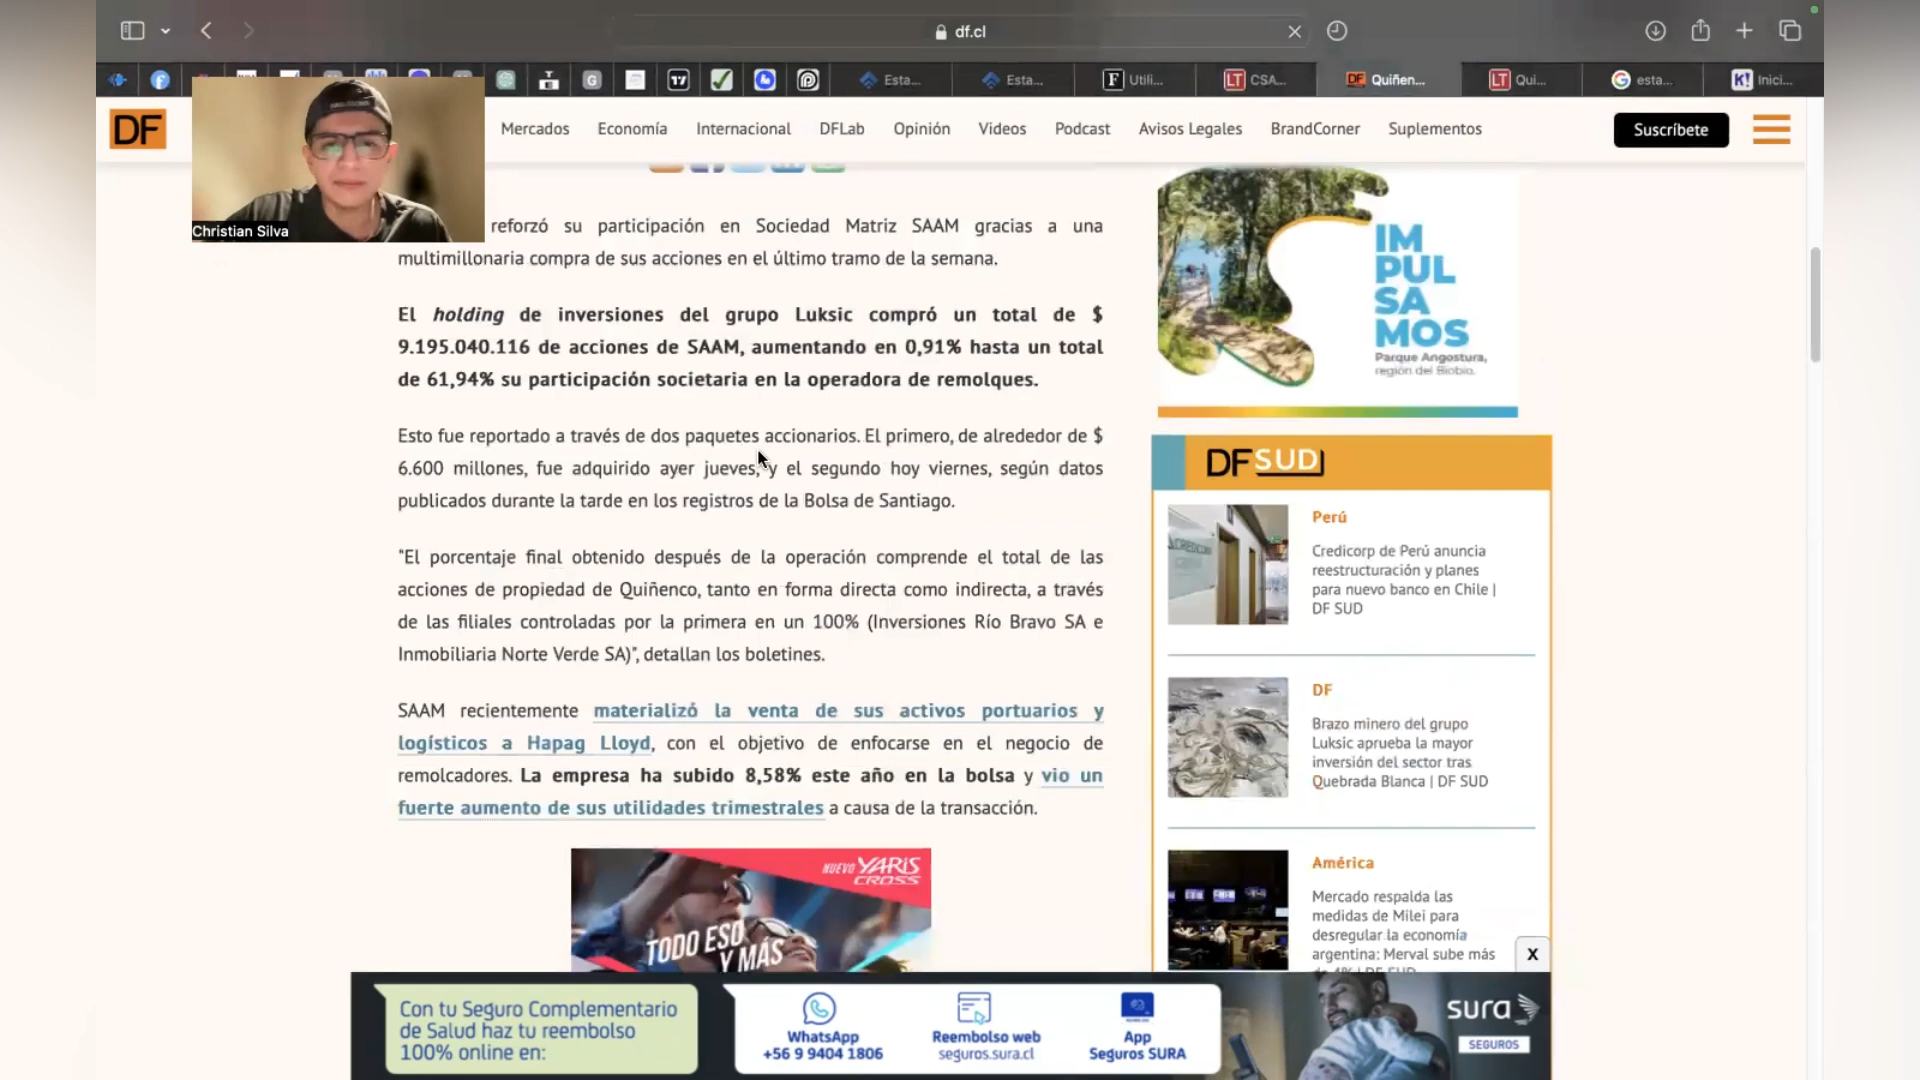 df.cl
Esta...
Esta...
F Utili...
LT CSA...
DF Quiñen...
LT Qui...
G esta...
K! Inici...
DF
Mercados
Economía
Internacional
DFLab
Opinión
Videos
Podcast
Avisos Legales
BrandCorner
Suplementos
Suscríbete
Christian Silva
reforzó su participación en Sociedad Matriz SAAM gracias a una
multimillonaria compra de sus acciones en el último tramo de la semana.
El holding de inversiones del grupo Luksic compró un total de $
9.195.040.116 de acciones de SAAM, aumentando en 0,91% hasta un total
de 61,94% su participación societaria en la operadora de remolques.
Esto fue reportado a través de dos paquetes accionarios. El primero, de alrededor de $
6.600 millones, fue adquirido ayer jueves, y el segundo hoy viernes, según datos
publicados durante la tarde en los registros de la Bolsa de Santiago.
"El porcentaje final obtenido después de la operación comprende el total de las
acciones de propiedad de Quiñenco, tanto en forma directa como indirecta, a través
de las filiales controladas por la primera en un 100% (Inversiones Río Bravo SA e
Inmobiliaria Norte Verde SA)", detallan los boletines.
SAAM recientemente materializó la venta de sus activos portuarios y
logísticos a Hapag Lloyd, con el objetivo de enfocarse en el negocio de
remolcadores. La empresa ha subido 8,58% este año en la bolsa y vio un
fuerte aumento de sus utilidades trimestrales a causa de la transacción.
NUEVO YARiS
CROSS
TODO ESO
Y MÁS
IM
PUL
SA
MOS
Parque Angostura,
región del Biobío.
DF SUD
Perú
Credicorp de Perú anuncia
reestructuración y planes
para nuevo banco en Chile |
DF SUD
DF
Brazo minero del grupo
Luksic aprueba la mayor
inversión del sector tras
Quebrada Blanca | DF SUD
América
Mercado respalda las
medidas de Milei para
desregular la economía
argentina: Merval sube más
de 4% | DF SUD
X
Con tu Seguro Complementario
de Salud haz tu reembolso
100% online en:
WhatsApp
+56 9 9404 1806
Reembolso web
seguros.sura.cl
App
Seguros SURA
sura
SEGUROS